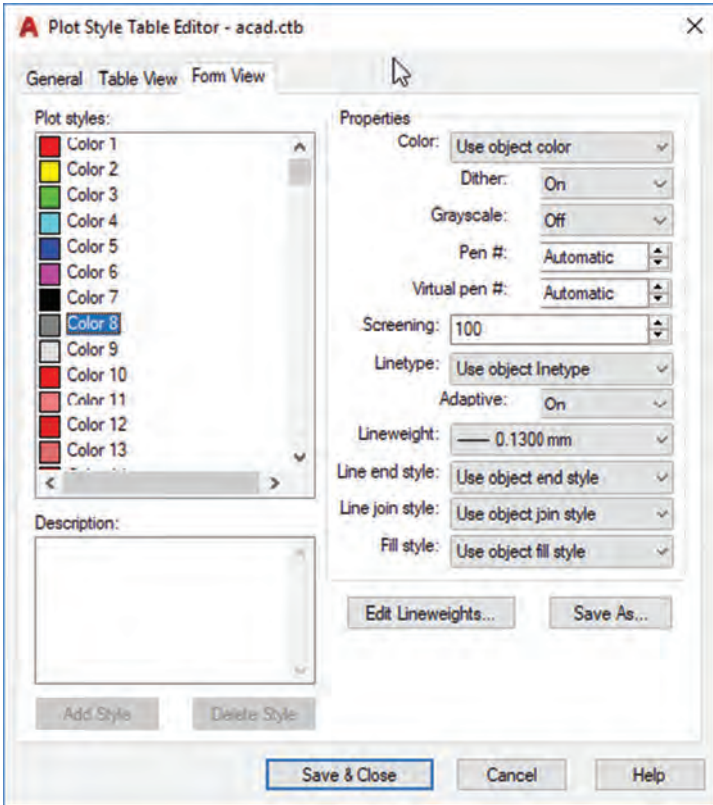 Plot Style Table Editor - acad.ctb
General Table View Form View
Plot styles:
Color 1
Color 2
Color 3
Color 4
Color 5
Color 6
Color 7
Color 8
Color 9
Color 10
Color 11
Color 12
Color 13
Description:
Add Style Delete Style
Properties
Color: Use object color
Dither: On
Grayscale: Off
Pen #: Automatic
Virtual pen #: Automatic
Screening: 100
Linetype: Use object linetype
Adaptive: On
Lineweight: 0.1300 mm
Line end style: Use object end style
Line join style: Use object join style
Fill style: Use object fill style
Edit Lineweights... Save As...
Save & Close Cancel Help